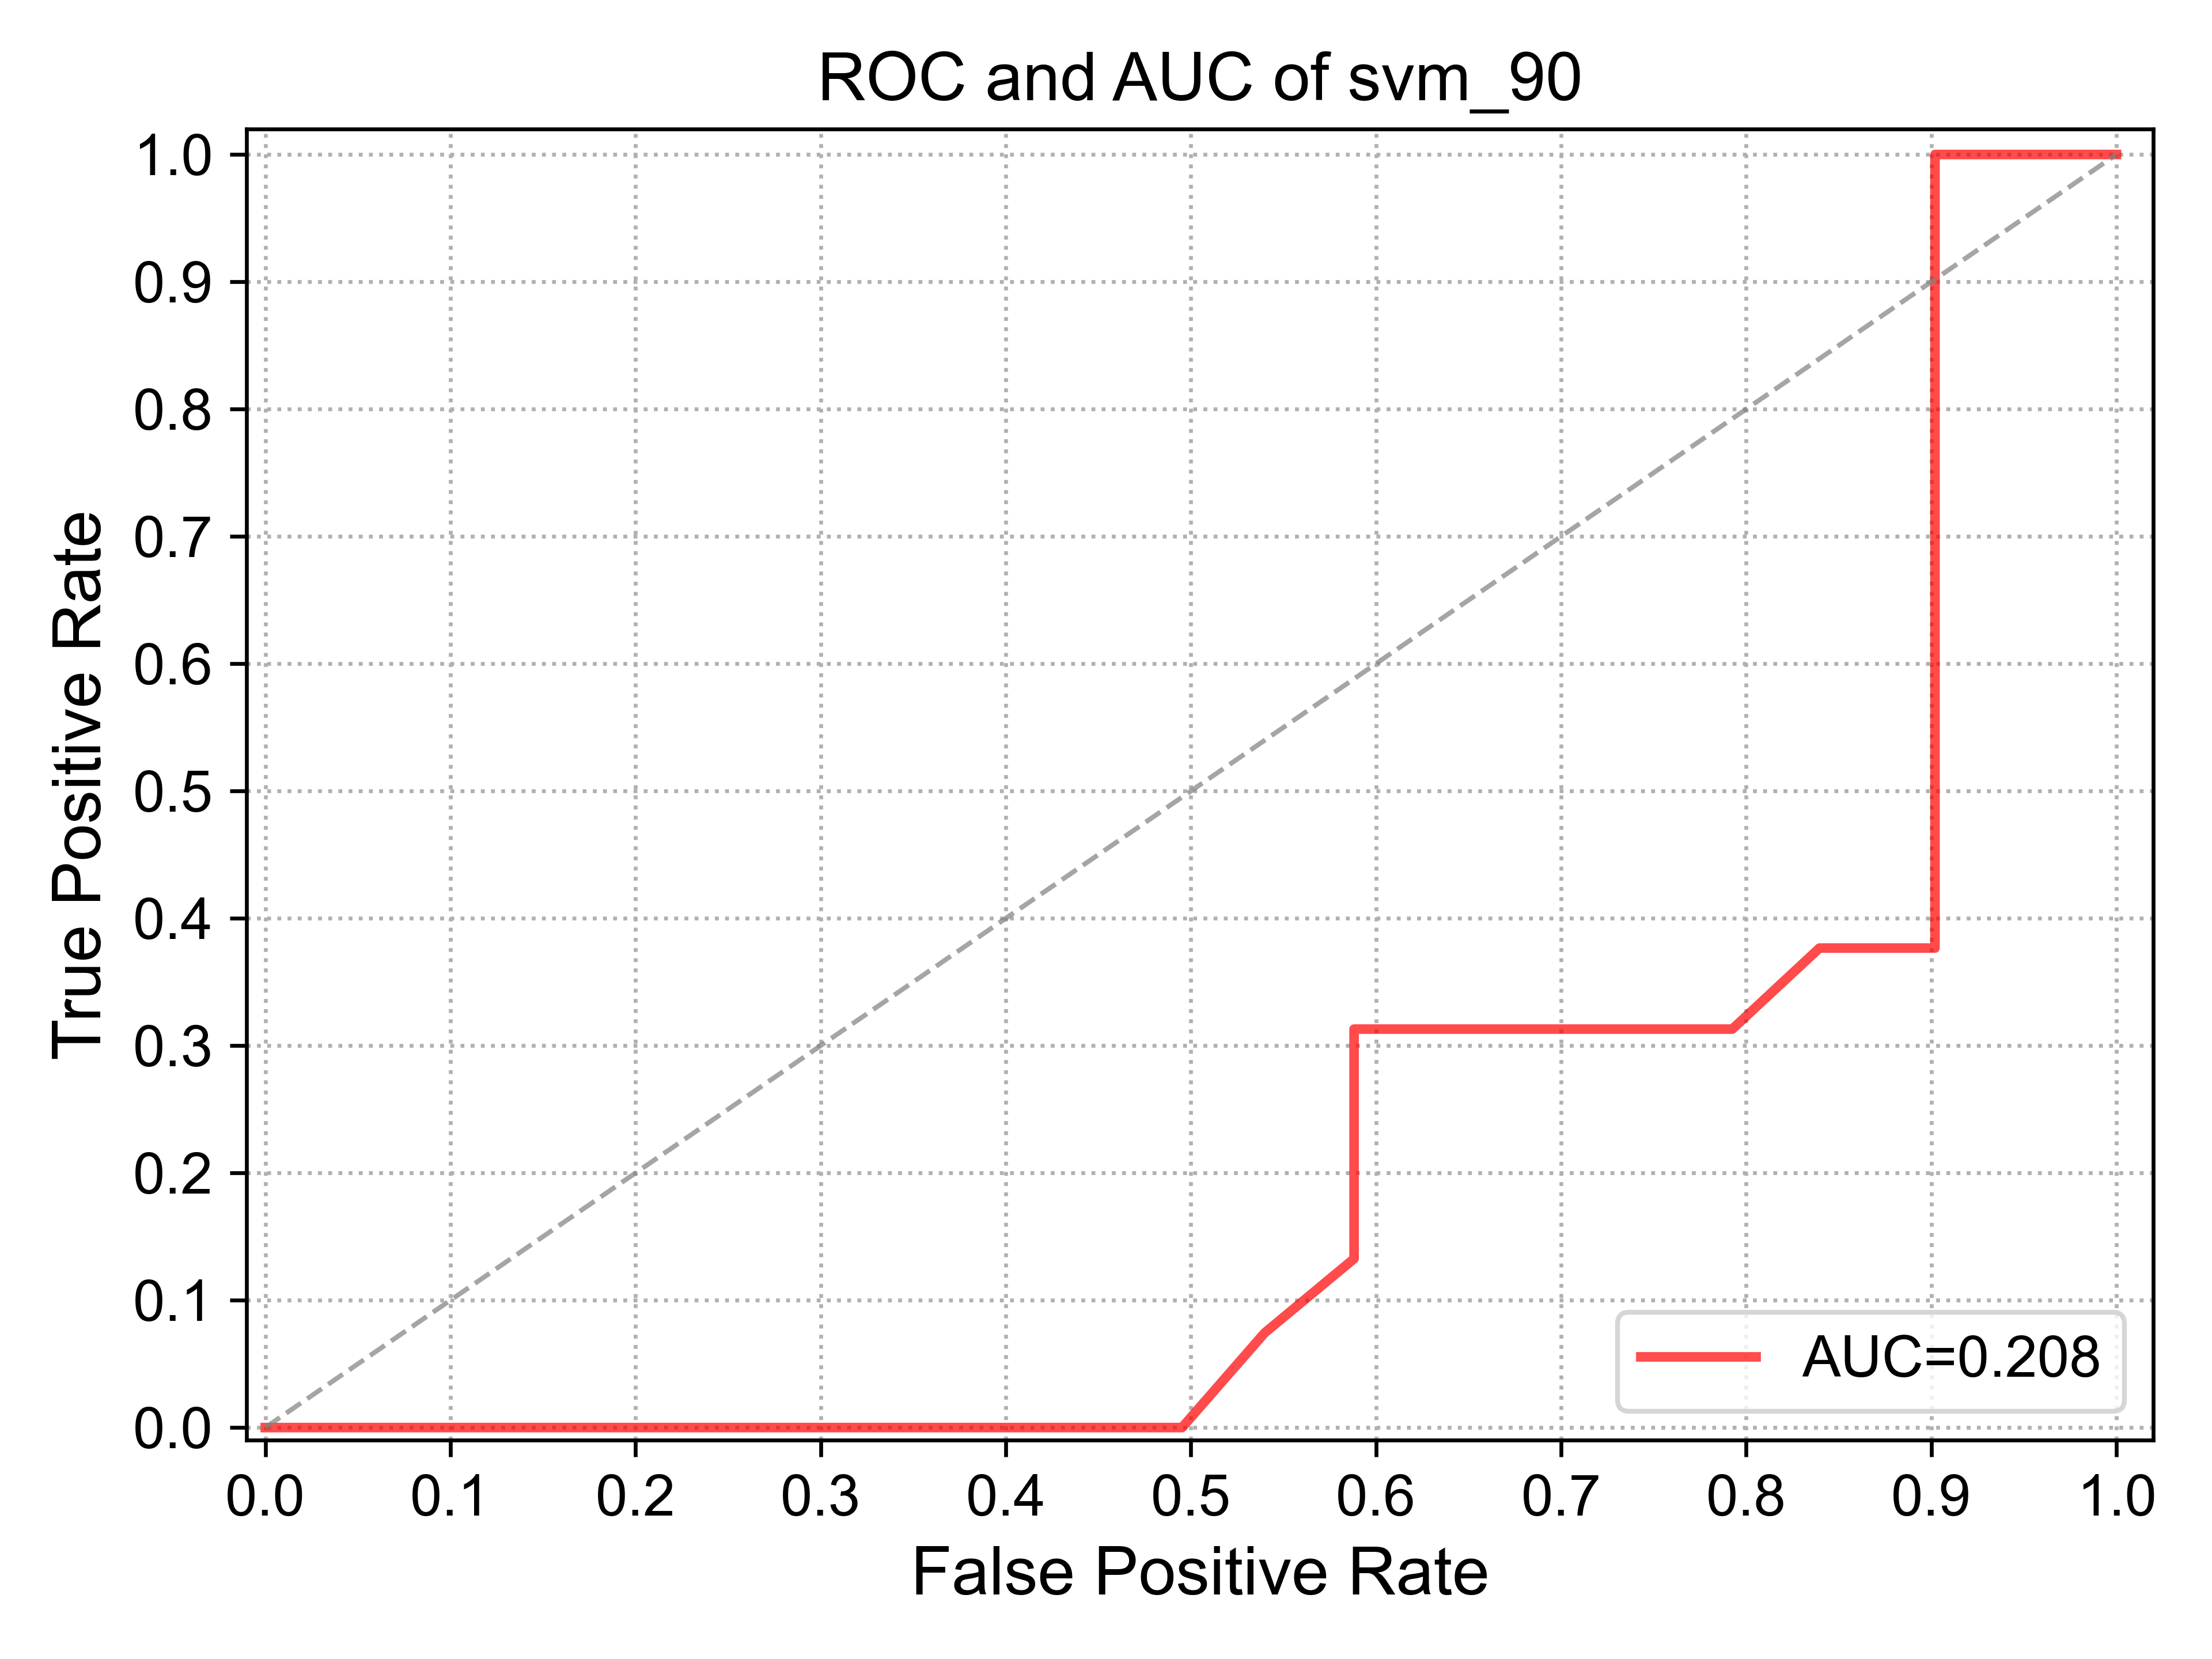 ROC and AUC of svm_90
1.0
0.9
0.8
0.7
0.6
0.5
0.4
0.3
0.2
0.1
0.0
True Positive Rate
AUC=0.208
0.0 0.1 0.2 0.3 0.4 0.5 0.6 0.7 0.8 0.9 1.0
False Positive Rate